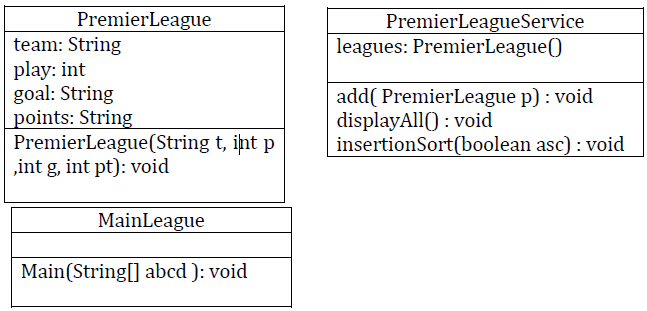 PremierLeague
team: String
play: int
goal: String
points: String
PremierLeague(String t, int p
,int g, int pt): void
PremierLeagueService
leagues: PremierLeague()
add( PremierLeague p) : void
displayAll() : void
insertionSort(boolean asc) : void
MainLeague
Main(String[] abcd ): void